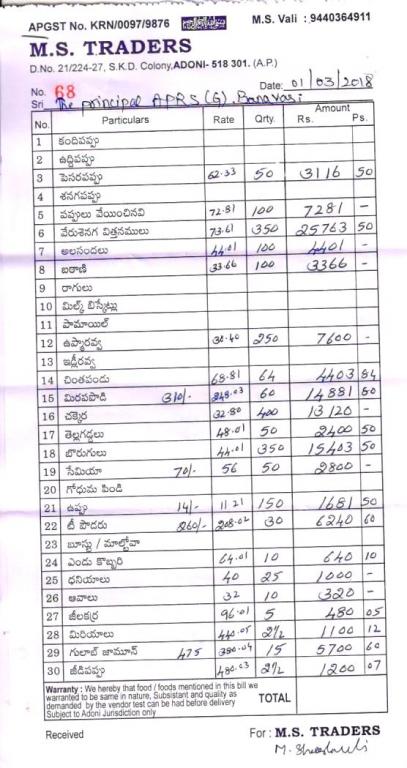 APGST No. KRN/0097/9876 M.S. Vali : 9440364911
M.S. TRADERS
D.No. 21/224-27, S.K.D. Colony, ADONI- 518 301. (A.P.)
No. 68 Date: 01/03/2018
Sri The principal APRS (G), Banavasi
No. Particulars Rate Qrty. Amount
Rs. Ps.
1 కందిపప్పు
2 ఉద్దిపప్పు
3 పెసరపప్పు 62.33 50 3116 50
4 శనగపప్పు
5 పప్పులు వేయించినవి 72.81 100 7281 -
6 వేరుశెనగ విత్తనములు 73.61 350 25763 50
7 అలసందలు 44.01 100 4401 -
8 బఠాణి 33.66 100 3366 -
9 రాగులు
10 మిల్క్ బిస్కెట్లు
11 పామాయిల్
12 ఉప్మారవ్వ 30.40 250 7600 -
13 ఇడ్లీరవ్వ
14 చింతపండు 68.81 64 4403 84
15 మిరపపొడి 310/- 248.03 60 14881 80
16 చక్కెర 32.80 400 13120 -
17 తెల్లగడ్డలు 48.01 50 2400 50
18 బొరుగులు 44.01 350 15403 50
19 సేమియా 70/- 56 50 2800 -
20 గోధుమ పిండి
21 ఉప్పు 14/- 11.21 150 1681 50
22 టీ పొడరు 260/- 208.02 30 6240 60
23 బూస్టు / మాల్టోవా
24 ఎండు కొబ్బరి 64.01 10 640 10
25 ధనియాలు 40 25 1000 -
26 ఆవాలు 32 10 320 -
27 జీలకర్ర 96.01 5 480 05
28 మిరియాలు 440.05 2½ 1100 12
29 గులాబ్ జామూన్ 475 380.04 15 5700 60
30 జీడిపప్పు 480.03 2½ 1200 07
Warranty : We hereby that food / foods mentioned in this bill we
warranted to be same in nature, Subsistant and quality as
demanded by the vendor test can be had before delivery
Subject to Adoni Jurisdiction only
TOTAL
Received For : M.S. TRADERS